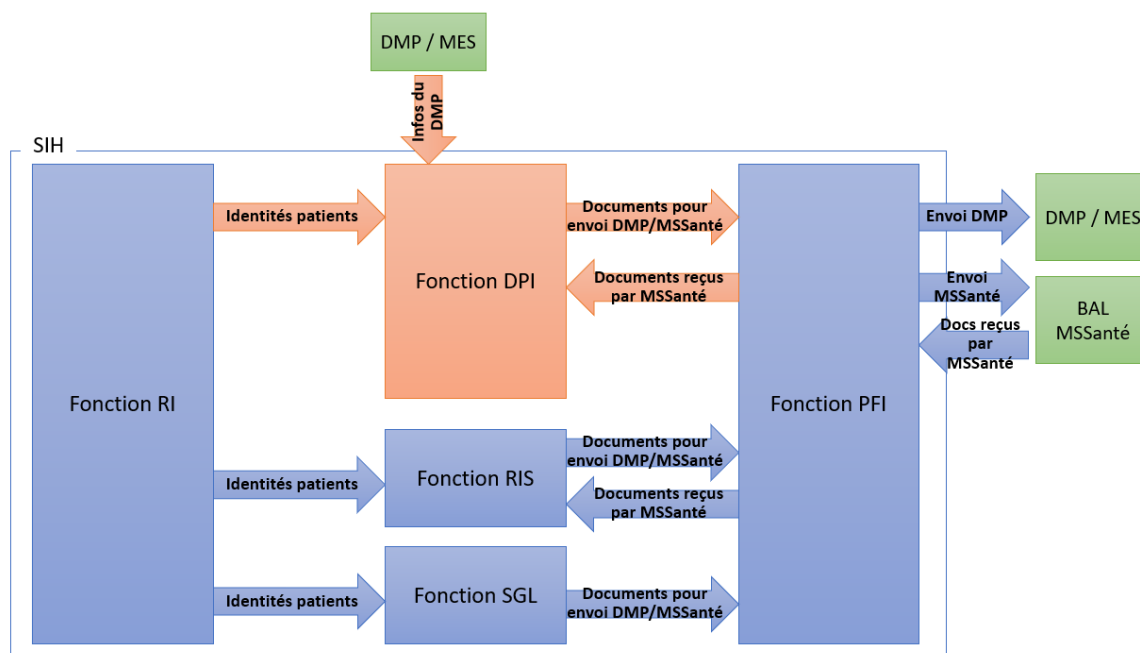 DMP / MES
Infos du
DMP
SIH
Fonction RI
Identités patients
Fonction DPI
Documents pour
envoi DMP/MSSanté
Documents reçus
par MSSanté
Fonction PFI
Envoi DMP
DMP / MES
Envoi
MSSanté
BAL
MSSanté
Docs reçus
par
MSSanté
Identités patients
Fonction RIS
Documents pour
envoi DMP/MSSanté
Documents reçus
par MSSanté
Identités patients
Fonction SGL
Documents pour
envoi DMP/MSSanté